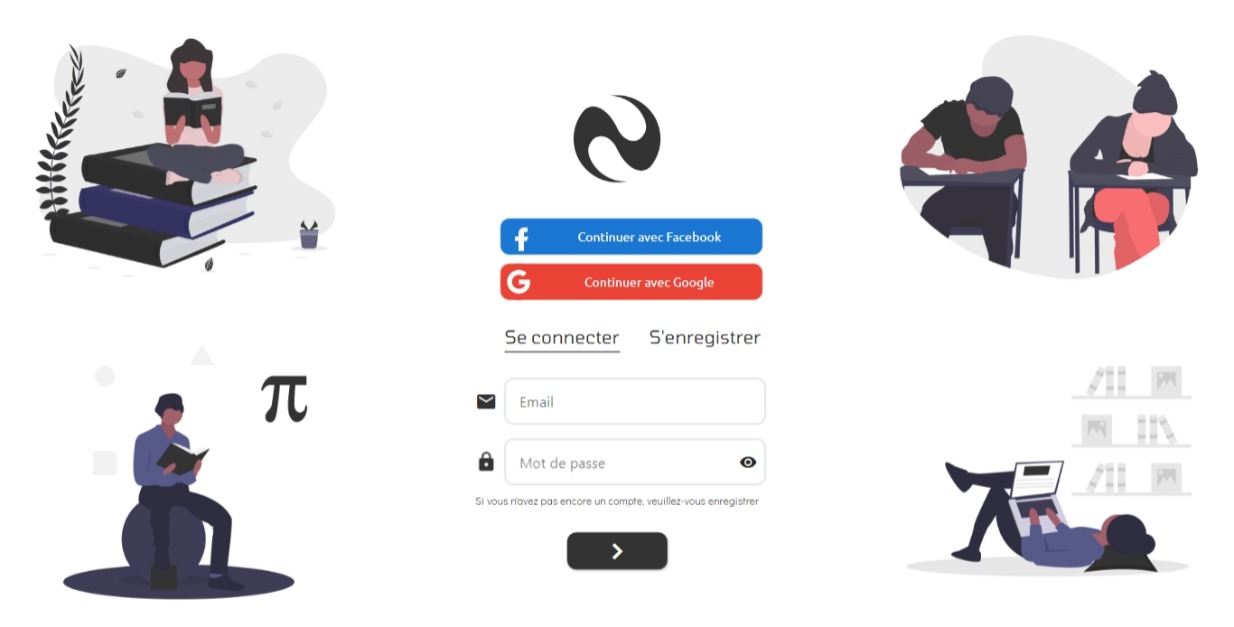 Continuer avec Facebook
Continuer avec Google
Se connecter S'enregistrer
Email
Mot de passe
Si vous n'avez pas encore un compte, veuillez-vous enregistrer
π